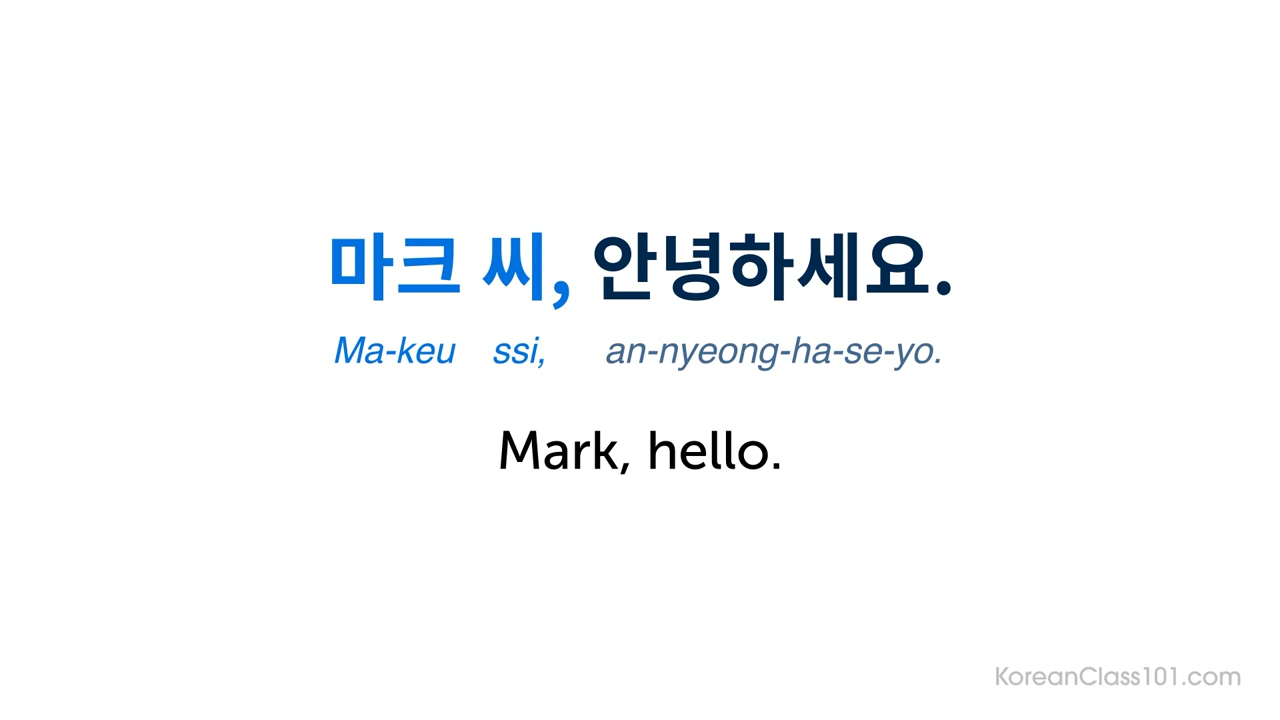 마크 씨, 안녕하세요.
Ma-keu ssi, an-nyeong-ha-se-yo.
Mark, hello.
KoreanClass101.com